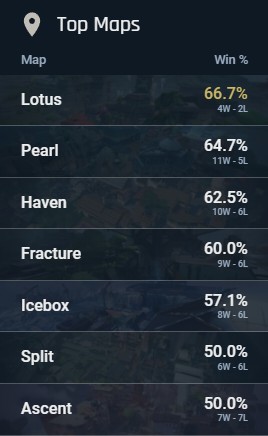 Top Maps
Map Win %
Lotus 66.7%
4W - 2L
Pearl 64.7%
11W - 5L
Haven 62.5%
10W - 6L
Fracture 60.0%
9W - 6L
Icebox 57.1%
8W - 6L
Split 50.0%
6W - 6L
Ascent 50.0%
7W - 7L